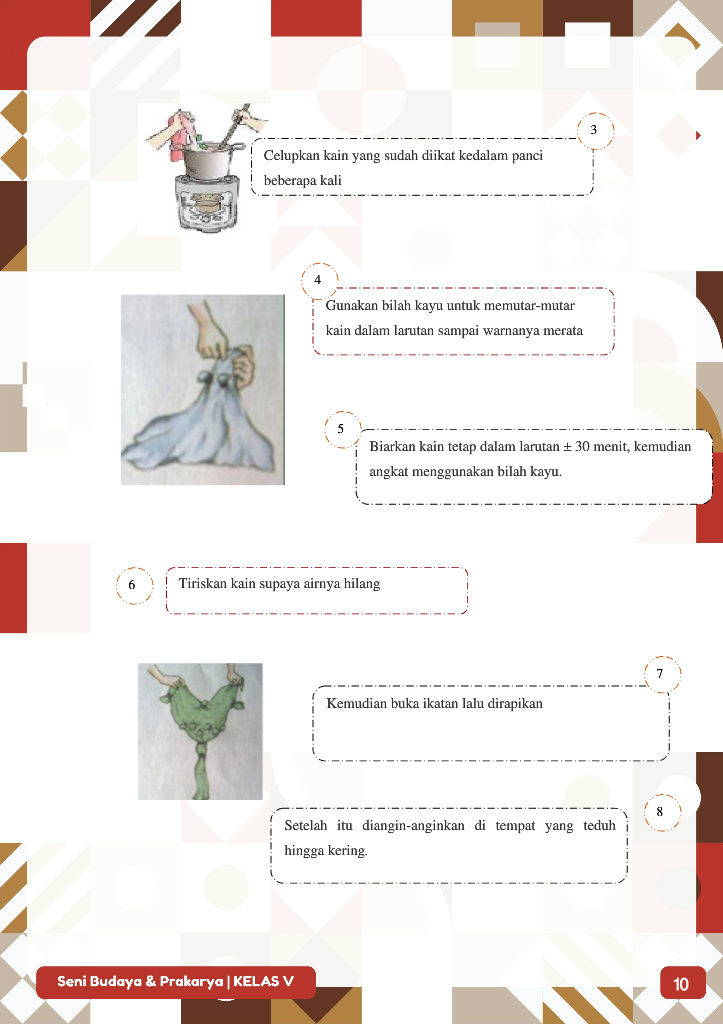 3
Celupkan kain yang sudah diikat kedalam panci
beberapa kali
4
Gunakan bilah kayu untuk memutar-mutar
kain dalam larutan sampai warnanya merata
5
Biarkan kain tetap dalam larutan ± 30 menit, kemudian
angkat menggunakan bilah kayu.
6
Tiriskan kain supaya airnya hilang
7
Kemudian buka ikatan lalu dirapikan
8
Setelah itu diangin-anginkan di tempat yang teduh
hingga kering.
Seni Budaya & Prakarya | KELAS V
10